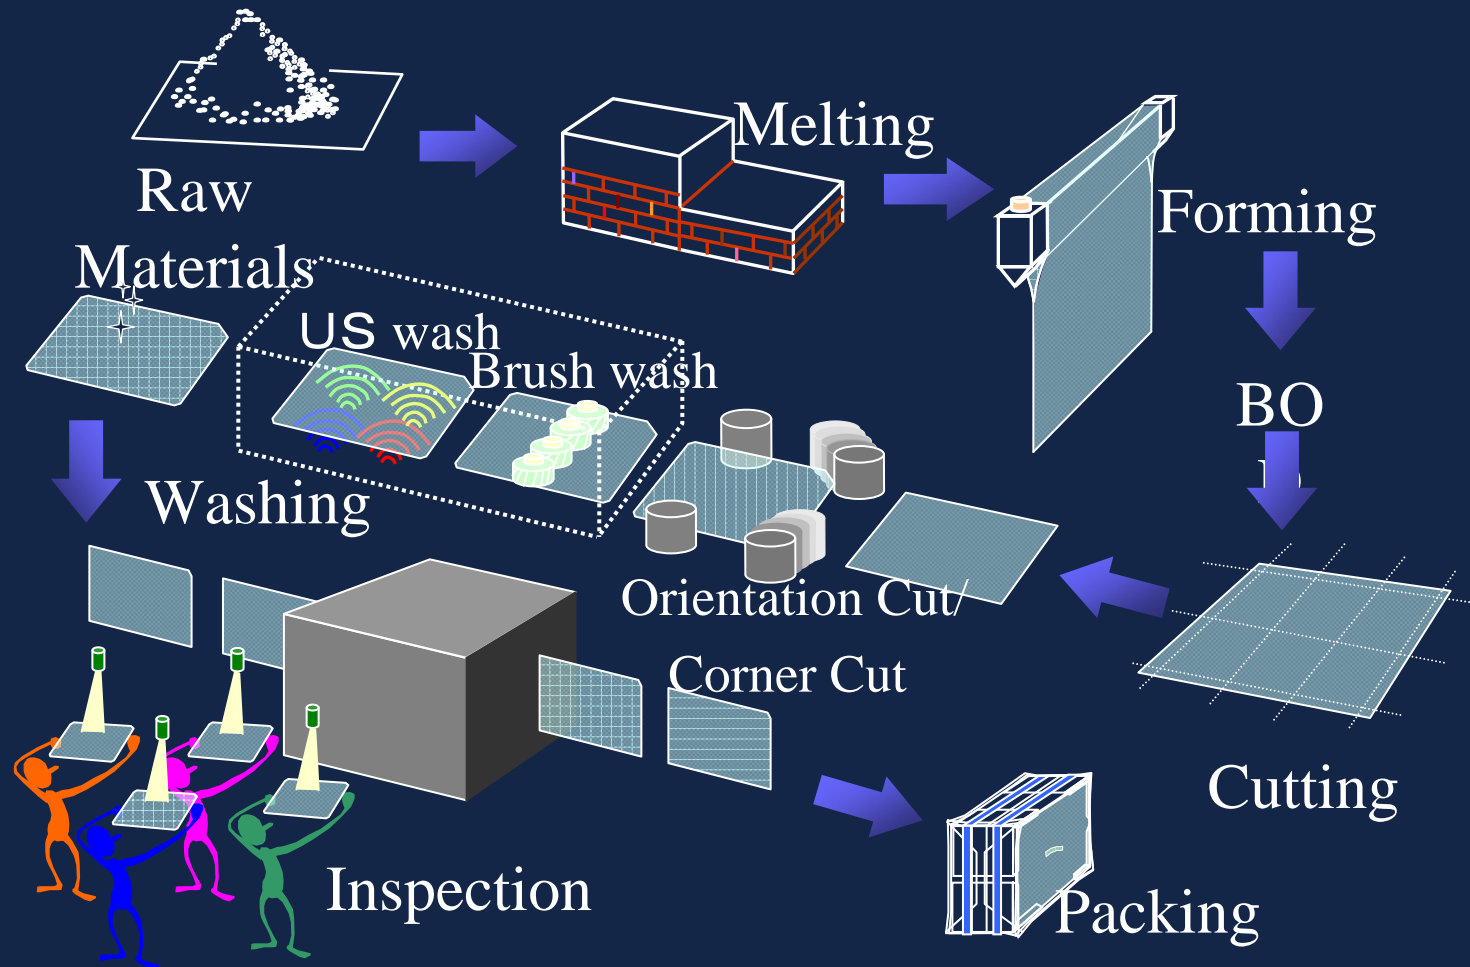 Raw
Materials
Melting
Forming
BO
US wash
Brush wash
Washing
Orientation Cut/
Corner Cut
Cutting
Inspection
Packing